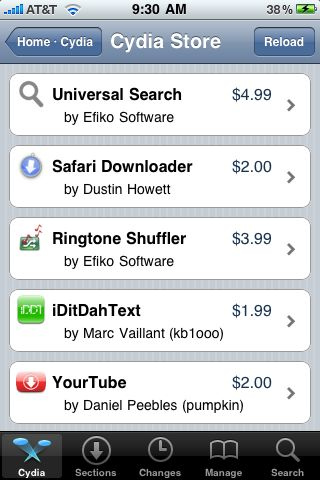 AT&T 9:30 AM 38%
Home · Cydia Cydia Store Reload
Universal Search $4.99
by Efiko Software
Safari Downloader $2.00
by Dustin Howett
Ringtone Shuffler $3.99
by Efiko Software
iDitDahText $1.99
by Marc Vaillant (kb1ooo)
YourTube $2.00
by Daniel Peebles (pumpkin)
Cydia Sections Changes Manage Search